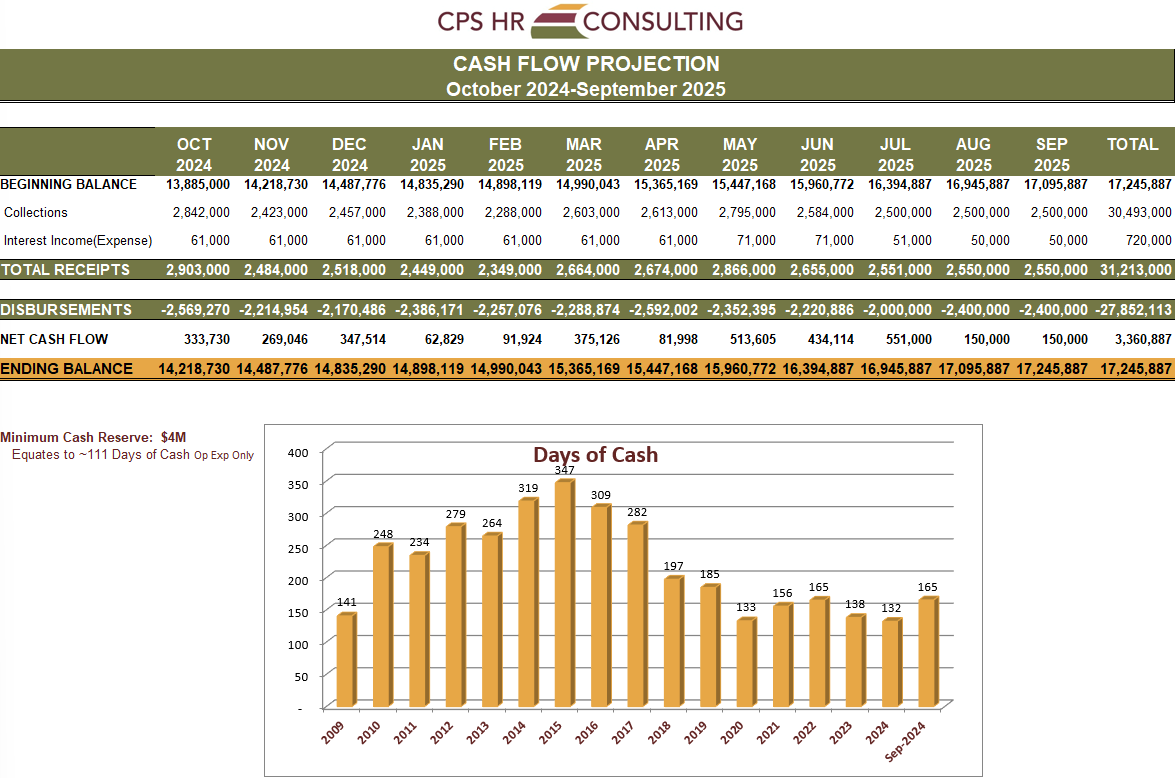 CPS HR CONSULTING
CASH FLOW PROJECTION
October 2024-September 2025
OCT NOV DEC JAN FEB MAR APR MAY JUN JUL AUG SEP TOTAL
2024 2024 2024 2025 2025 2025 2025 2025 2025 2025 2025 2025
BEGINNING BALANCE 13,885,000 14,218,730 14,487,776 14,835,290 14,898,119 14,990,043 15,365,169 15,447,168 15,960,772 16,394,887 16,945,887 17,095,887 17,245,887
Collections 2,842,000 2,423,000 2,457,000 2,388,000 2,288,000 2,603,000 2,613,000 2,795,000 2,584,000 2,500,000 2,500,000 2,500,000 30,493,000
Interest Income(Expense) 61,000 61,000 61,000 61,000 61,000 61,000 61,000 71,000 71,000 51,000 50,000 50,000 720,000
TOTAL RECEIPTS 2,903,000 2,484,000 2,518,000 2,449,000 2,349,000 2,664,000 2,674,000 2,866,000 2,655,000 2,551,000 2,550,000 2,550,000 31,213,000
DISBURSEMENTS -2,569,270 -2,214,954 -2,170,486 -2,386,171 -2,257,076 -2,288,874 -2,592,002 -2,352,395 -2,220,886 -2,000,000 -2,400,000 -2,400,000 -27,852,113
NET CASH FLOW 333,730 269,046 347,514 62,829 91,924 375,126 81,998 513,605 434,114 551,000 150,000 150,000 3,360,887
ENDING BALANCE 14,218,730 14,487,776 14,835,290 14,898,119 14,990,043 15,365,169 15,447,168 15,960,772 16,394,887 16,945,887 17,095,887 17,245,887 17,245,887
Minimum Cash Reserve: $4M
Equates to ~111 Days of Cash Op Exp Only
Days of Cash
400
350
300
250
200
150
100
50
-
141 248 234 279 264 319 347 309 282 197 185 133 156 165 138 132 165
2009 2010 2011 2012 2013 2014 2015 2016 2017 2018 2019 2020 2021 2022 2023 2024 Sep-2024